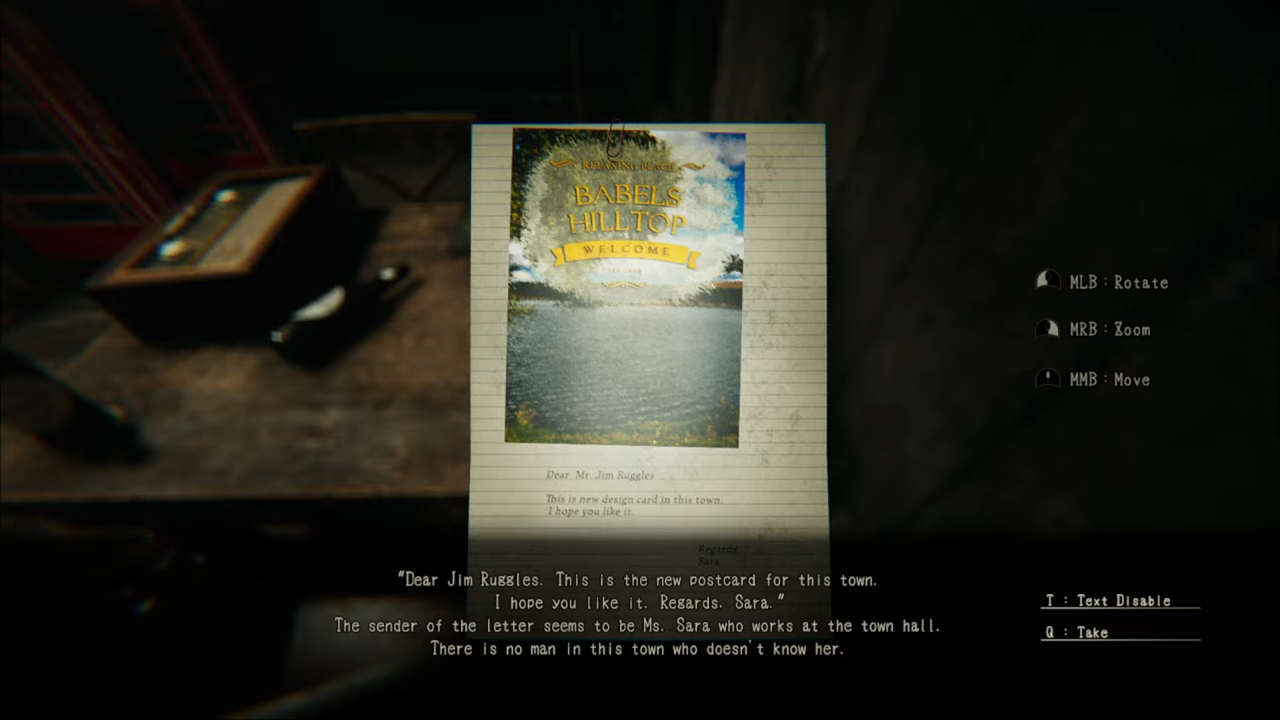 RELAXING PLACE
BABELS
HILLTOP
WELCOME
Dear Mr. Jim Ruggles
This is new design card in this town.
I hope you like it.
Regards
Sara
MLB : Rotate
MRB : Zoom
MMB : Move
"Dear Jim Ruggles. This is the new postcard for this town.
I hope you like it. Regards. Sara."
The sender of the letter seems to be Ms. Sara who works at the town hall.
There is no man in this town who doesn't know her.
T : Text Disable
Q : Take